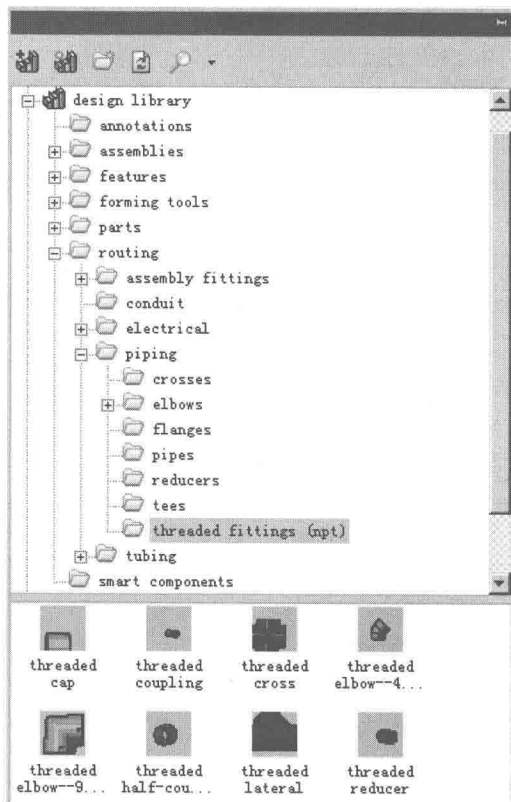 design library
annotations
assemblies
features
forming tools
parts
routing
assembly fittings
conduit
electrical
piping
crosses
elbows
flanges
pipes
reducers
tees
threaded fittings (npt)
tubing
smart components
threaded cap
threaded coupling
threaded cross
threaded elbow--4...
threaded elbow--9...
threaded half-cou...
threaded lateral
threaded reducer